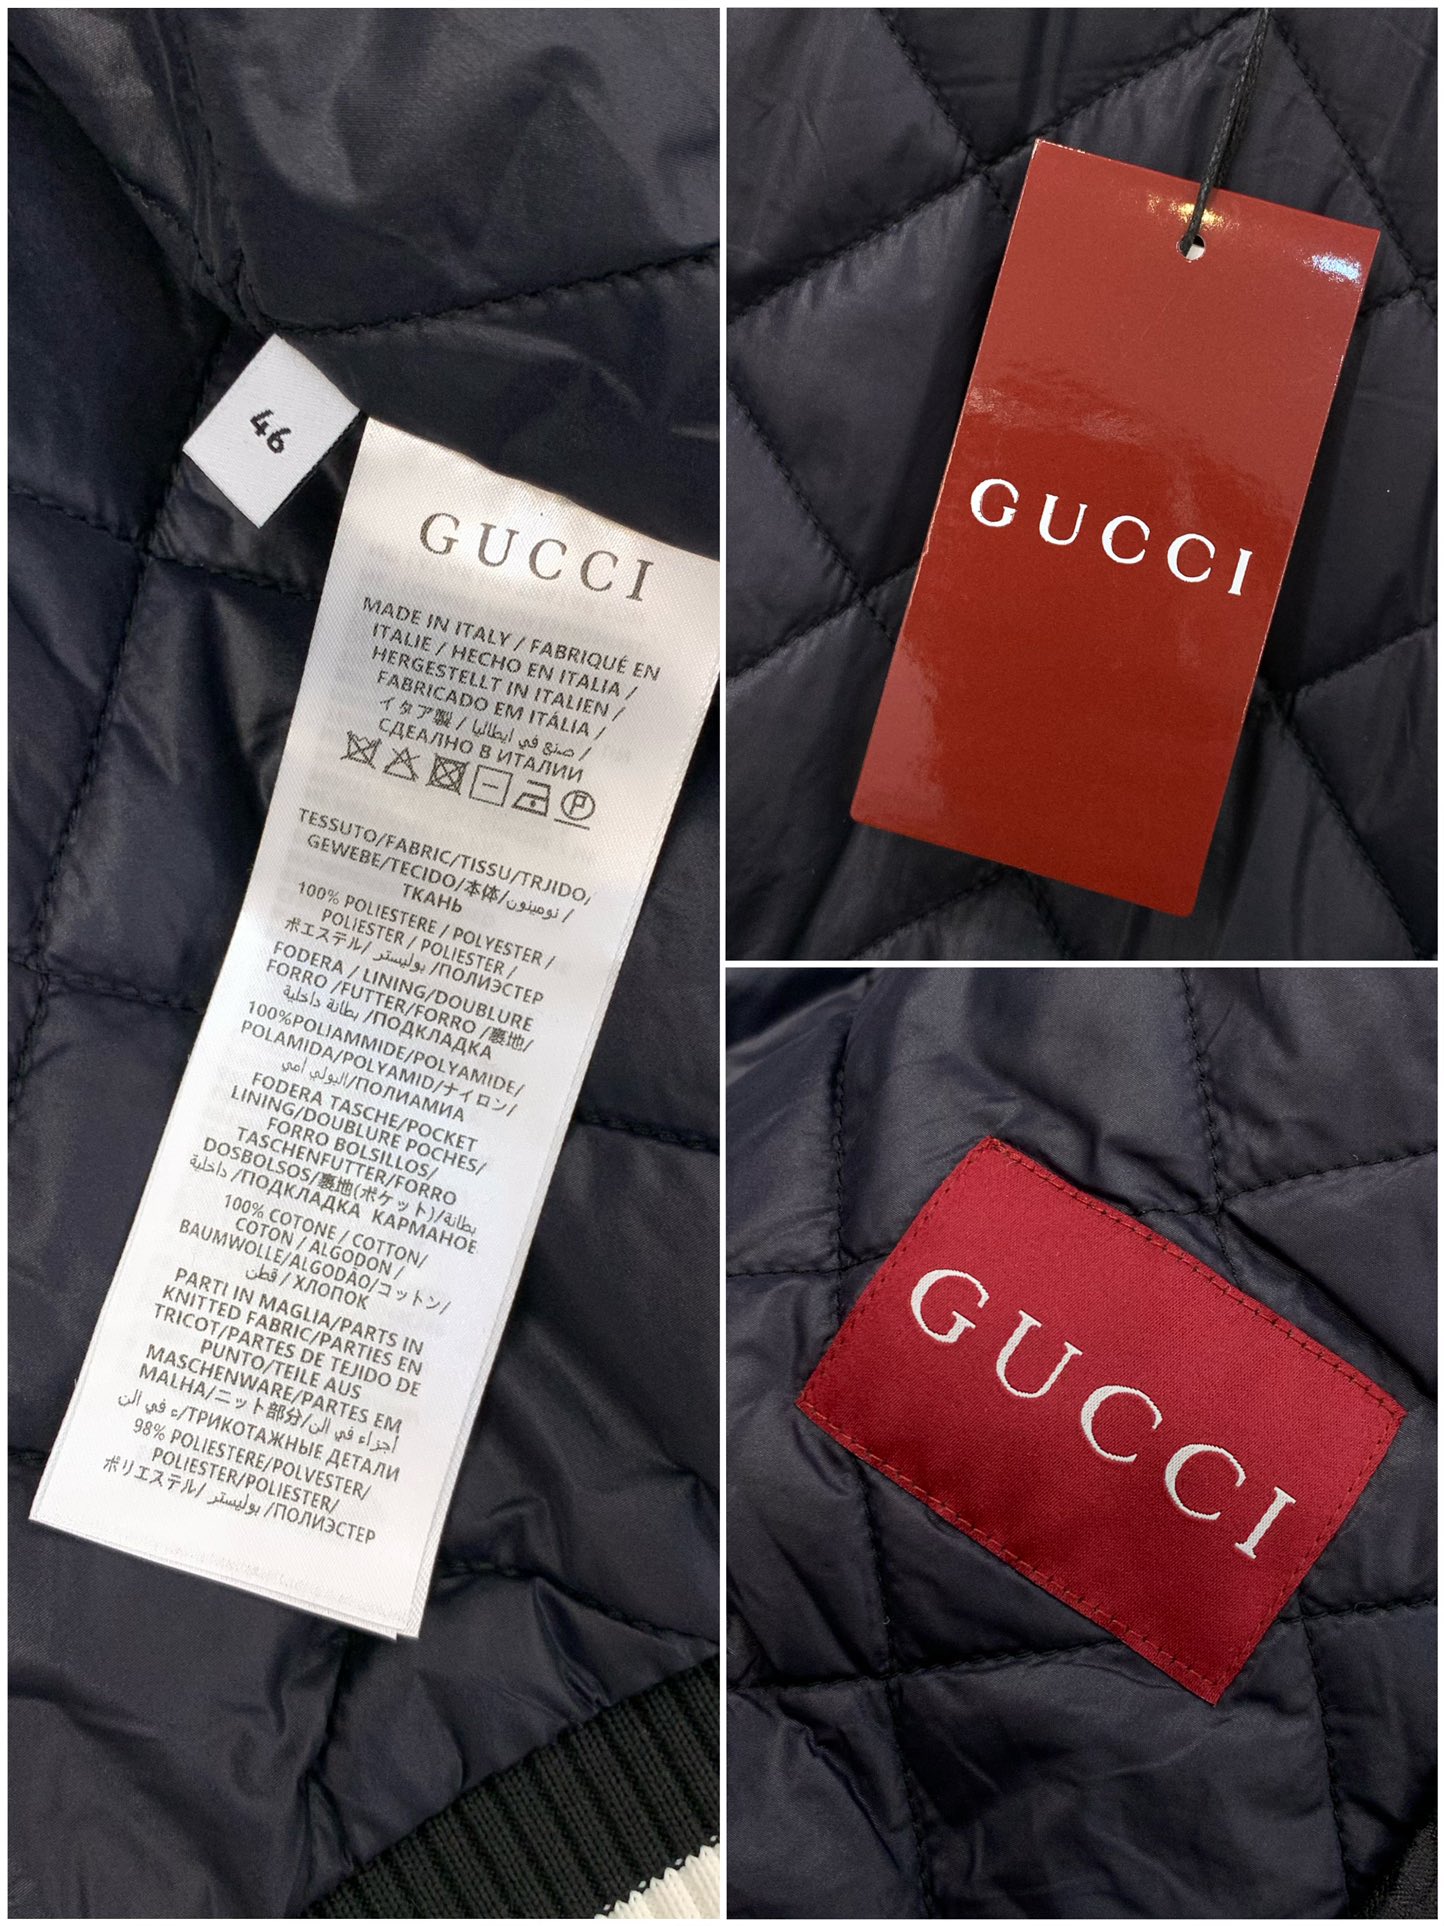 46
GUCCI
MADE IN ITALY / FABRIQUÉ EN
ITALIE / HECHO EN ITALIA /
HERGESTELLT IN ITALIEN /
FABRICADO EM ITÁLIA /
イタア製 / صنع في ايطاليا /
СДЕАЛНО В ИТАЛИИ
P
TESSUTO/FABRIC/TISSU/TRJIDO/
GEWEBE/TECIDO/本体/نومينون /
ТКАНЬ
100% POLIESTERE / POLYESTER /
POLIESTER / POLIESTER /
ポエステル/ بوليستر /ПОЛИЭСТЕР
FODERA / LINING/DOUBLURE
FORRO /FUTTER/FORRO /裏地/
بطانة داخلية /ПОДКЛАДКА
100%POLIAMMIDE/POLYAMIDE/
POLAMIDA/POLYAMID/ナイロン/
البولي أمي/ПОЛИАМИА
FODERA TASCHE/POCKET
LINING/DOUBLURE POCHES/
FORRO BOLSILLOS/
TASCHENFUTTER/FORRO
DOSBOLSOS/裏地(ポケット)/بطانة
داخلية /ПОДКЛАДКА КАРМАНОЕ
100% COTONE / COTTON/
COTON / ALGODON /
BAUMWOLLE/ALGODÃO/コットン/
قطن / ХЛОПОК
PARTI IN MAGLIA/PARTS IN
KNITTED FABRIC/PARTIES EN
TRICOT/PARTES DE TEJIDO DE
PUNTO/TEILE AUS
MASCHENWARE/PARTES EM
MALHA/ニット部分/أجزاء في الن
ء في الن/ТРИКОТАЖНЫЕ ДЕТАЛИ
98% POLIESTERE/POLVESTER/
POLIESTER/POLIESTER/
ポリエステル/ بوليستر /ПОЛИЭСТЕР
GUCCI
GUCCI